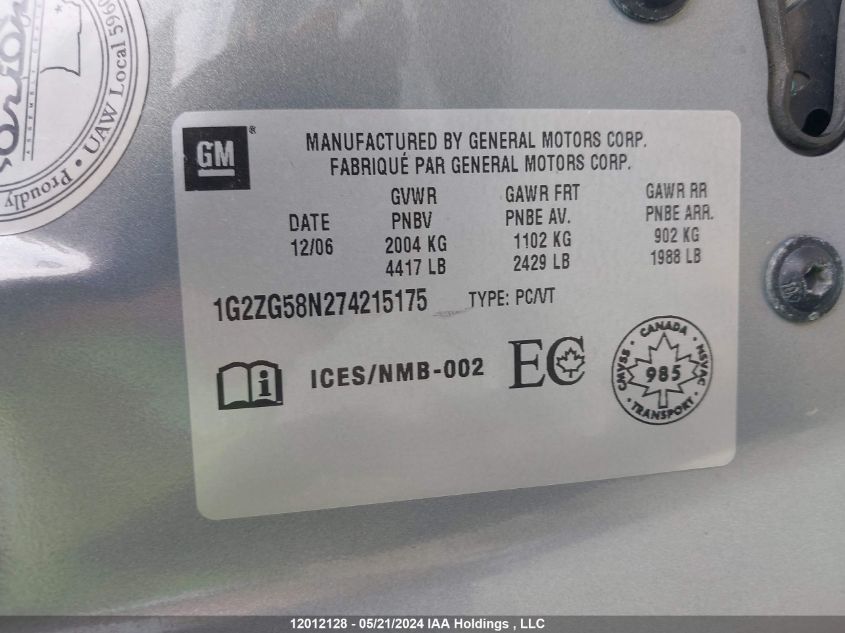 Orion
Proudly • UAW Local 5960
GM®
MANUFACTURED BY GENERAL MOTORS CORP.
FABRIQUÉ PAR GENERAL MOTORS CORP.
GVWR GAWR FRT GAWR RR
DATE PNBV PNBE AV. PNBE ARR.
12/06 2004 KG 1102 KG 902 KG
4417 LB 2429 LB 1988 LB
1G2ZG58N274215175 TYPE: PC/VT
i ICES/NMB-002 EC
CANADA
CMVSS 985 NSVAC
TRANSPORT
12012128 - 05/21/2024 IAA Holdings , LLC